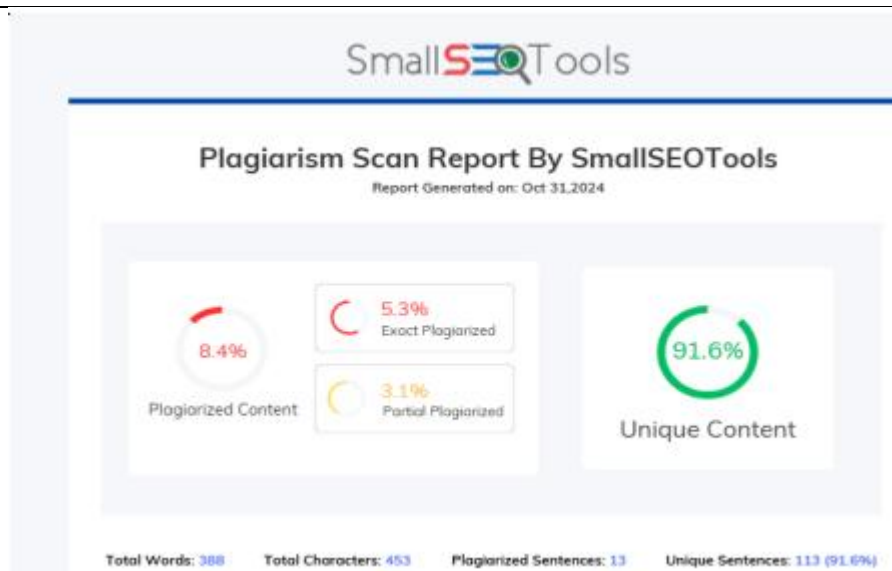 SmallSEOTools
Plagiarism Scan Report By SmallSEOTools
Report Generated on: Oct 31,2024
8.4%
Plagiarized Content
5.3%
Exact Plagiarized
3.1%
Partial Plagiarized
91.6%
Unique Content
Total Words: 388 Total Characters: 453 Plagiarized Sentences: 13 Unique Sentences: 113 (91.6%)